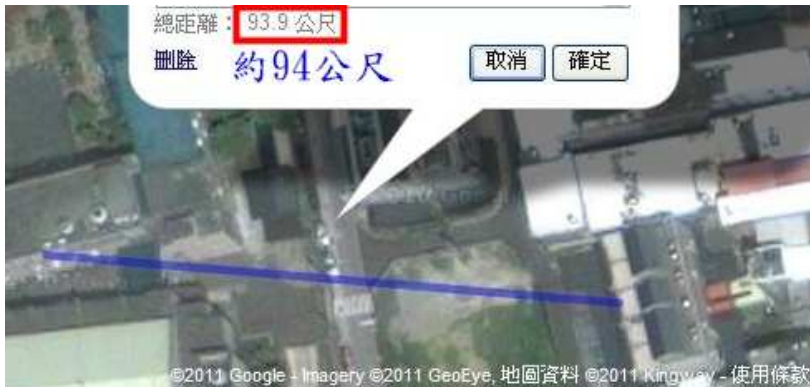 總距離：93.9 公尺
刪除 約94公尺 取消 確定
©2011 Google - Imagery ©2011 GeoEye, 地圖資料 ©2011 Kingway - 使用條款